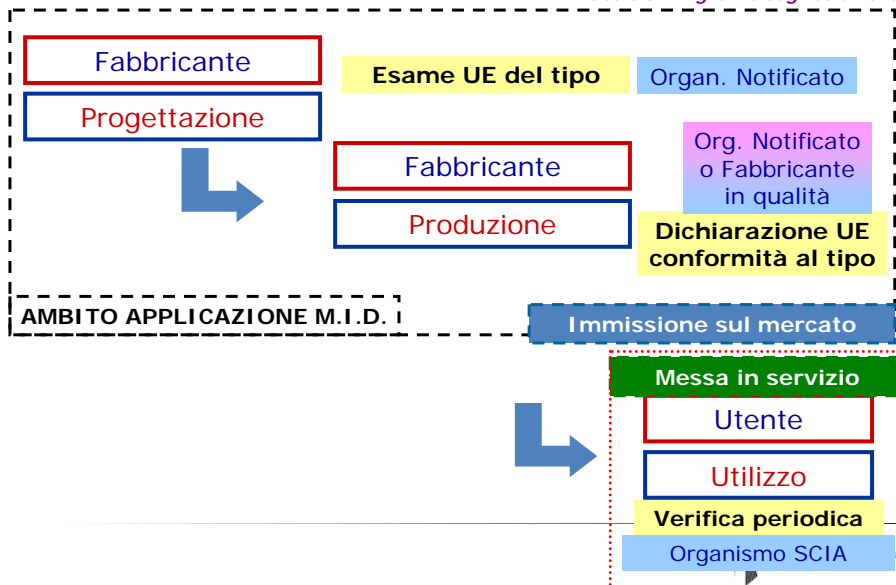 Fabbricante
Esame UE del tipo
Organ. Notificato
Progettazione
Fabbricante
Org. Notificato
o Fabbricante
in qualità
Produzione
Dichiarazione UE
conformità al tipo
AMBITO APPLICAZIONE M.I.D.
Immissione sul mercato
Messa in servizio
Utente
Utilizzo
Verifica periodica
Organismo SCIA